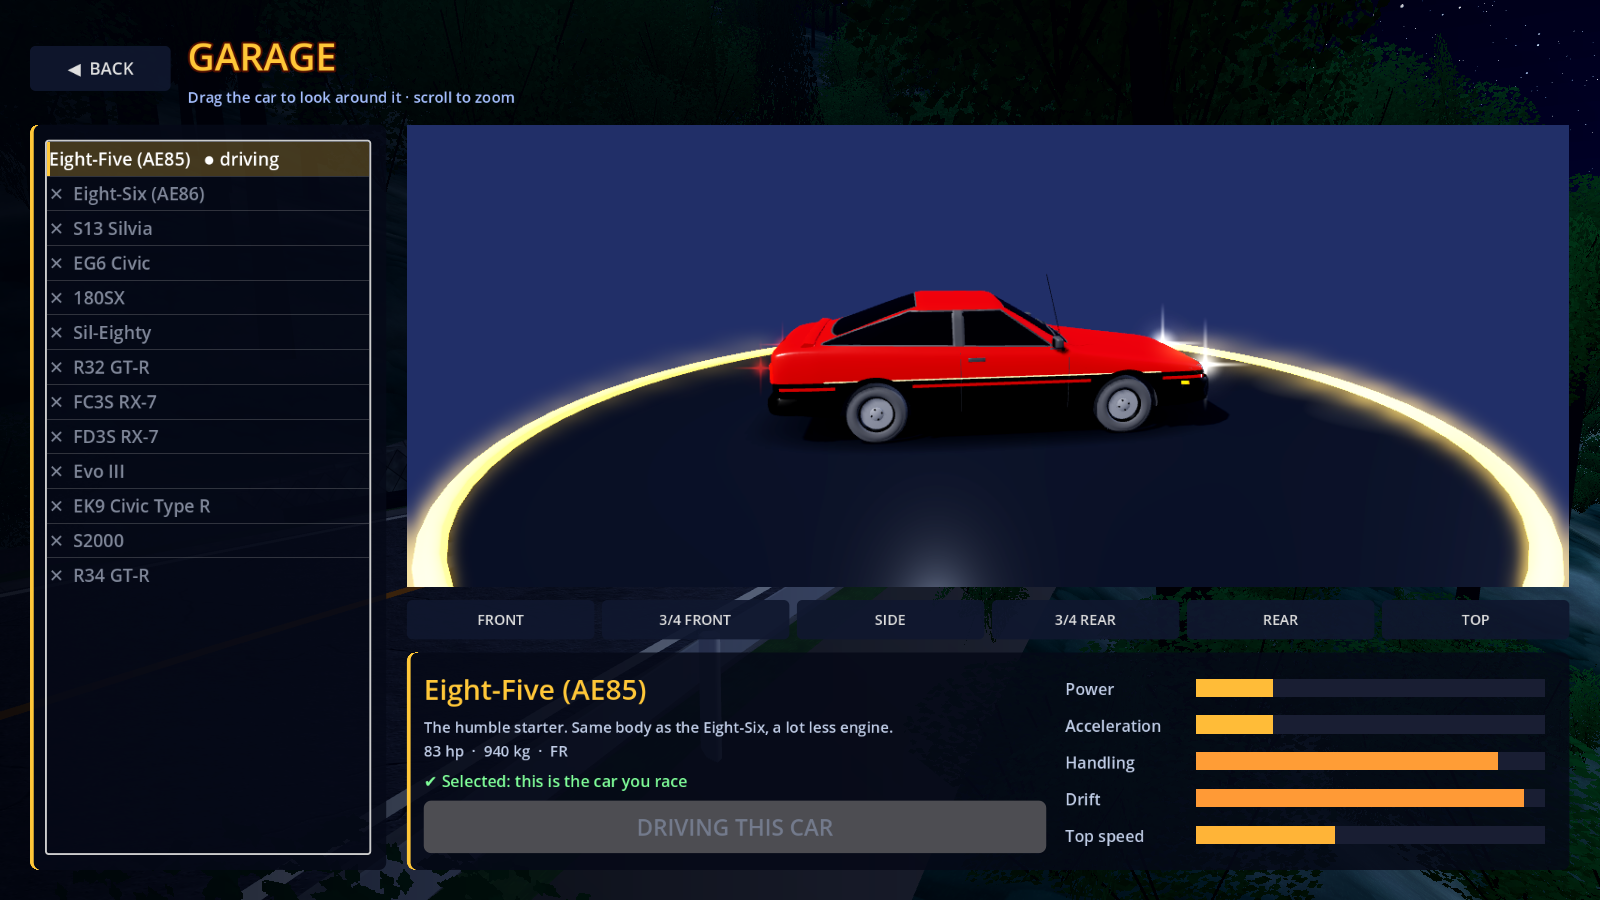 ◀ BACK
GARAGE
Drag the car to look around it · scroll to zoom
Eight-Five (AE85) ● driving
✕ Eight-Six (AE86)
✕ S13 Silvia
✕ EG6 Civic
✕ 180SX
✕ Sil-Eighty
✕ R32 GT-R
✕ FC3S RX-7
✕ FD3S RX-7
✕ Evo III
✕ EK9 Civic Type R
✕ S2000
✕ R34 GT-R
FRONT
3/4 FRONT
SIDE
3/4 REAR
REAR
TOP
Eight-Five (AE85)
The humble starter. Same body as the Eight-Six, a lot less engine.
83 hp · 940 kg · FR
✔ Selected: this is the car you race
DRIVING THIS CAR
Power
Acceleration
Handling
Drift
Top speed